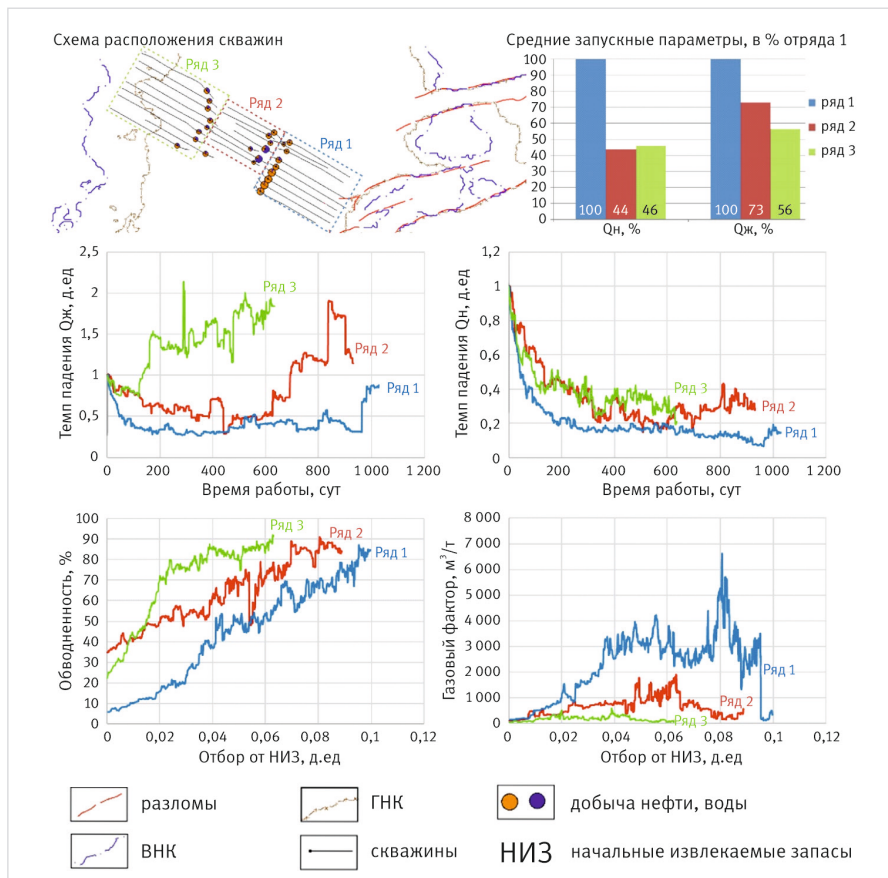 Схема расположения скважин
Ряд 3
Ряд 2
Ряд 1
Средние запускные параметры, в % отряда 1
100
90
80
70
60
50
40
30
20
10
0
100 44 46 100 73 56
Qн, % Qж, %
ряд 1
ряд 2
ряд 3
Темп падения Qж, д.ед
2,5
2
1,5
1
0,5
0
Ряд 3
Ряд 2
Ряд 1
0 200 400 600 800 1 000 1 200
Время работы, сут
Темп падения Qн, д.ед
1,2
1
0,8
0,6
0,4
0,2
0
Ряд 3
Ряд 2
Ряд 1
0 200 400 600 800 1 000 1 200
Время работы, сут
Обводненность, %
100
90
80
70
60
50
40
30
20
10
0
Ряд 3
Ряд 2
Ряд 1
0 0,02 0,04 0,06 0,08 0,1 0,12
Отбор от НИЗ, д.ед
Газовый фактор, м³/т
8 000
7 000
6 000
5 000
4 000
3 000
2 000
1 000
0
Ряд 1
Ряд 2
Ряд 3
0 0,02 0,04 0,06 0,08 0,1 0,12
Отбор от НИЗ, д.ед
разломы
ГНК
добыча нефти, воды
ВНК
скважины
НИЗ начальные извлекаемые запасы